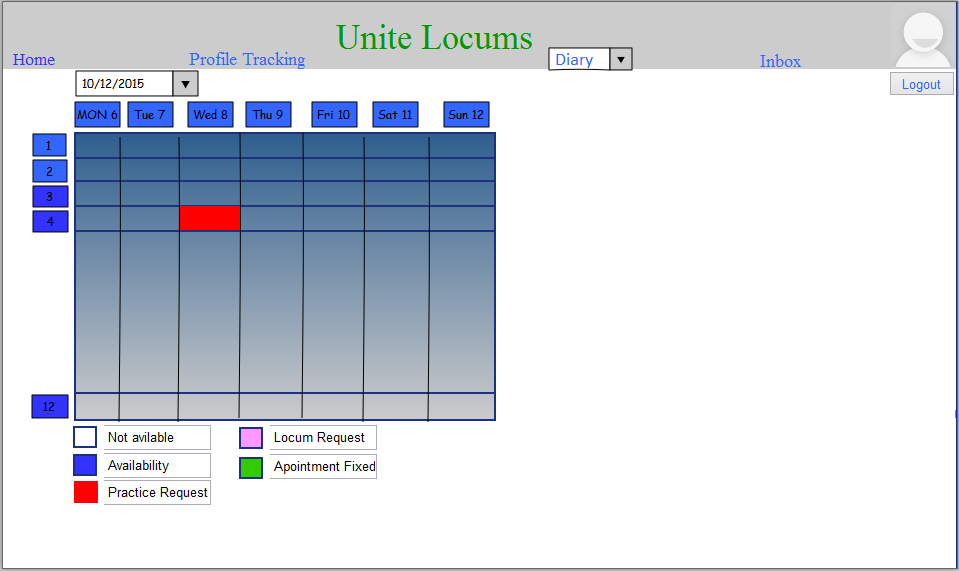 Unite Locums
Home
Profile Tracking
Diary
Inbox
10/12/2015
Logout
MON 6
Tue 7
Wed 8
Thu 9
Fri 10
Sat 11
Sun 12
1
2
3
4
12
Not avilable
Locum Request
Availability
Apointment Fixed
Practice Request